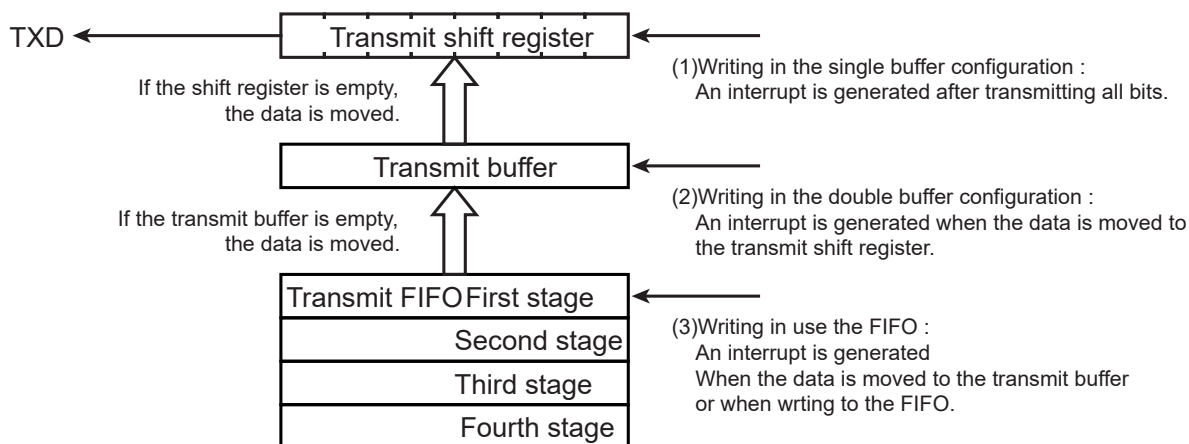 TXD
Transmit shift register
(1)Writing in the single buffer configuration :
An interrupt is generated after transmitting all bits.
If the shift register is empty,
the data is moved.
Transmit buffer
(2)Writing in the double buffer configuration :
An interrupt is generated when the data is moved to
the transmit shift register.
If the transmit buffer is empty,
the data is moved.
Transmit FIFO First stage
Second stage
Third stage
Fourth stage
(3)Writing in use the FIFO :
An interrupt is generated
When the data is moved to the transmit buffer
or when wrting to the FIFO.